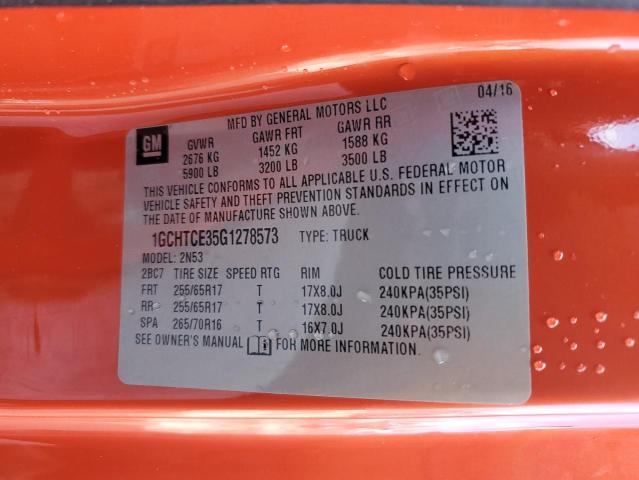 04/16
MFD BY GENERAL MOTORS LLC
GM
GVWR GAWR FRT GAWR RR
2676 KG 1452 KG 1588 KG
5900 LB 3200 LB 3500 LB
THIS VEHICLE CONFORMS TO ALL APPLICABLE U.S. FEDERAL MOTOR
VEHICLE SAFETY AND THEFT PREVENTION STANDARDS IN EFFECT ON
THE DATE OF MANUFACTURE SHOWN ABOVE.
1GCHTCE35G1278573 TYPE: TRUCK
MODEL: 2N53
2BC7 TIRE SIZE SPEED RTG RIM COLD TIRE PRESSURE
FRT 255/65R17 T 17X8.0J 240KPA(35PSI)
RR 255/65R17 T 17X8.0J 240KPA(35PSI)
SPA 265/70R16 T 16X7.0J 240KPA(35PSI)
SEE OWNER'S MANUAL FOR MORE INFORMATION.